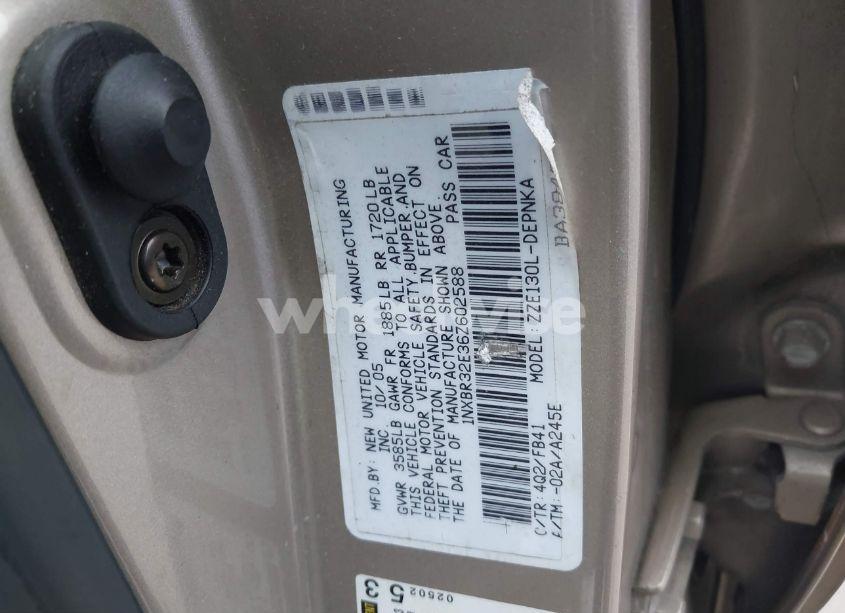 MFD.BY: NEW UNITED MOTOR MANUFACTURING
INC 10/05
GVWR 3585LB GAWR FR 1885LB RR 1720LB
THIS VEHICLE CONFORMS TO ALL APPLICABLE
FEDERAL MOTOR VEHICLE SAFETY,BUMPER,AND
THEFT PREVENTION STANDARDS IN EFFECT ON
THE DATE OF MANUFACTURE SHOWN ABOVE.
1NXBR32E36Z602588 PASS CAR
C/TR: 4Q2/FB41 MODEL: ZZE130L-DEPNKA
A/TM: -02A/A245E
02602